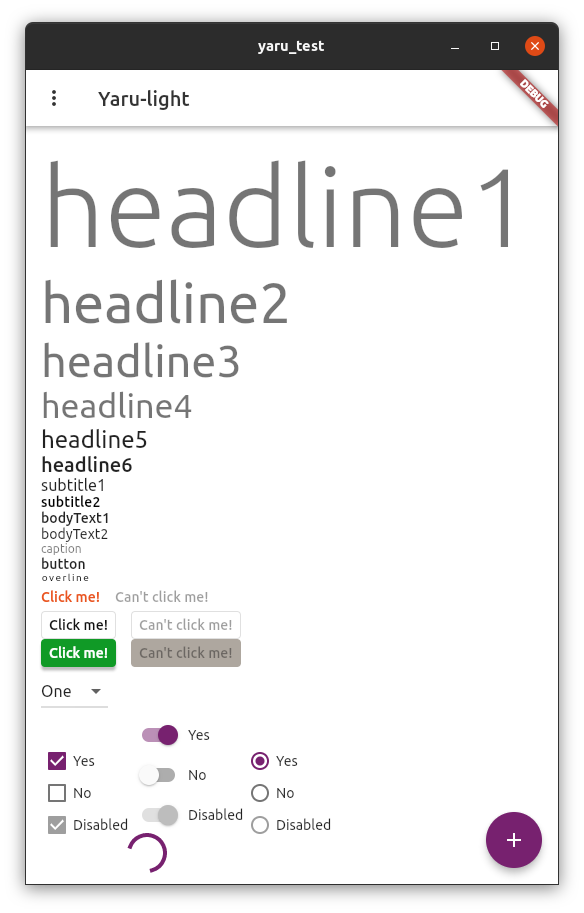 yaru_test
Yaru-light
DEBUG
headline1
headline2
headline3
headline4
headline5
headline6
subtitle1
subtitle2
bodyText1
bodyText2
caption
button
overline
Click me! Can't click me!
Click me! Can't click me!
Click me! Can't click me!
One
Yes
Yes Yes
No
No No
Disabled
Disabled Disabled